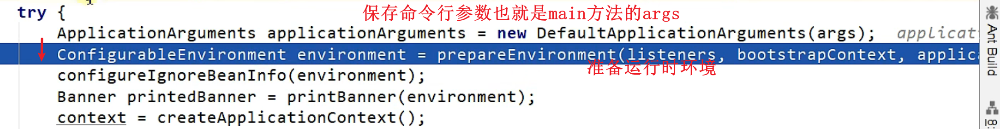 保存命令行参数也就是main方法的args
try {
ApplicationArguments applicationArguments = new DefaultApplicationArguments(args); applicat
ConfigurableEnvironment environment = prepareEnvironment(listeners, bootstrapContext, applic
准备运行时环境
configureIgnoreBeanInfo(environment);
Banner printedBanner = printBanner(environment);
context = createApplicationContext();
Ant Build